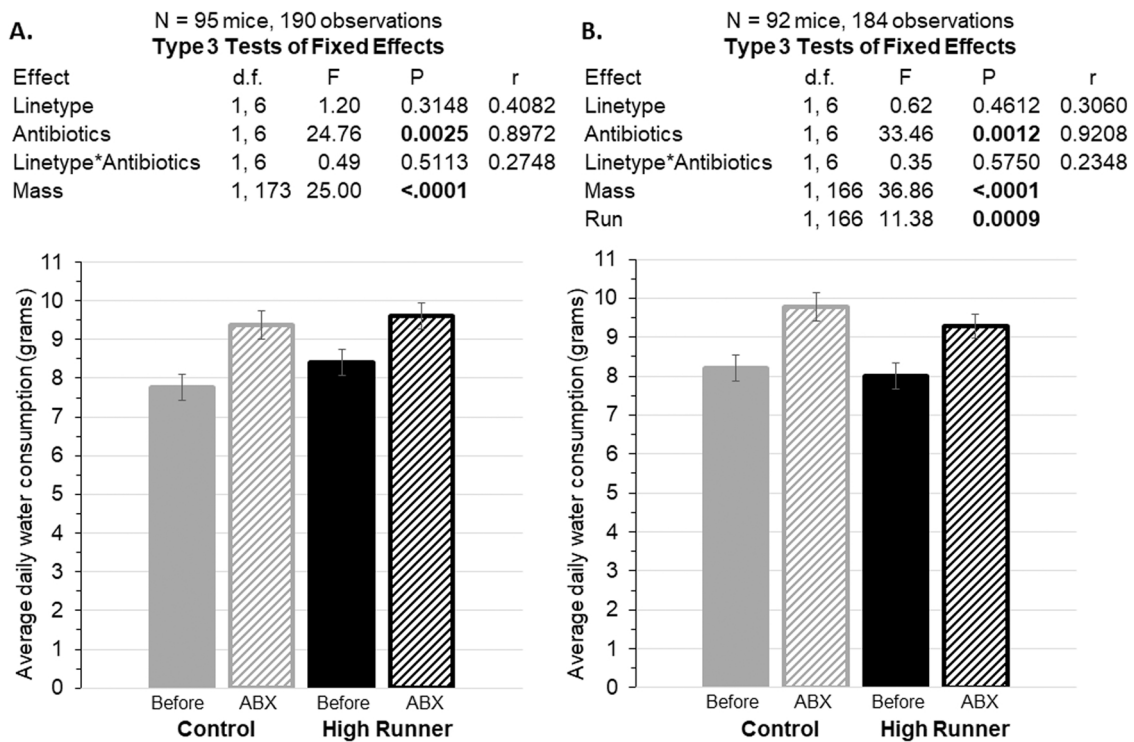 A.
N = 95 mice, 190 observations
Type 3 Tests of Fixed Effects
Effect d.f. F P r
Linetype 1, 6 1.20 0.3148 0.4082
Antibiotics 1, 6 24.76 0.0025 0.8972
Linetype*Antibiotics 1, 6 0.49 0.5113 0.2748
Mass 1, 173 25.00 <.0001
Average daily water consumption (grams)
11
10
9
8
7
6
5
4
3
2
1
0
Before ABX Before ABX
Control High Runner
B.
N = 92 mice, 184 observations
Type 3 Tests of Fixed Effects
Effect d.f. F P r
Linetype 1, 6 0.62 0.4612 0.3060
Antibiotics 1, 6 33.46 0.0012 0.9208
Linetype*Antibiotics 1, 6 0.35 0.5750 0.2348
Mass 1, 166 36.86 <.0001
Run 1, 166 11.38 0.0009
Average daily water consumption (grams)
11
10
9
8
7
6
5
4
3
2
1
0
Before ABX Before ABX
Control High Runner